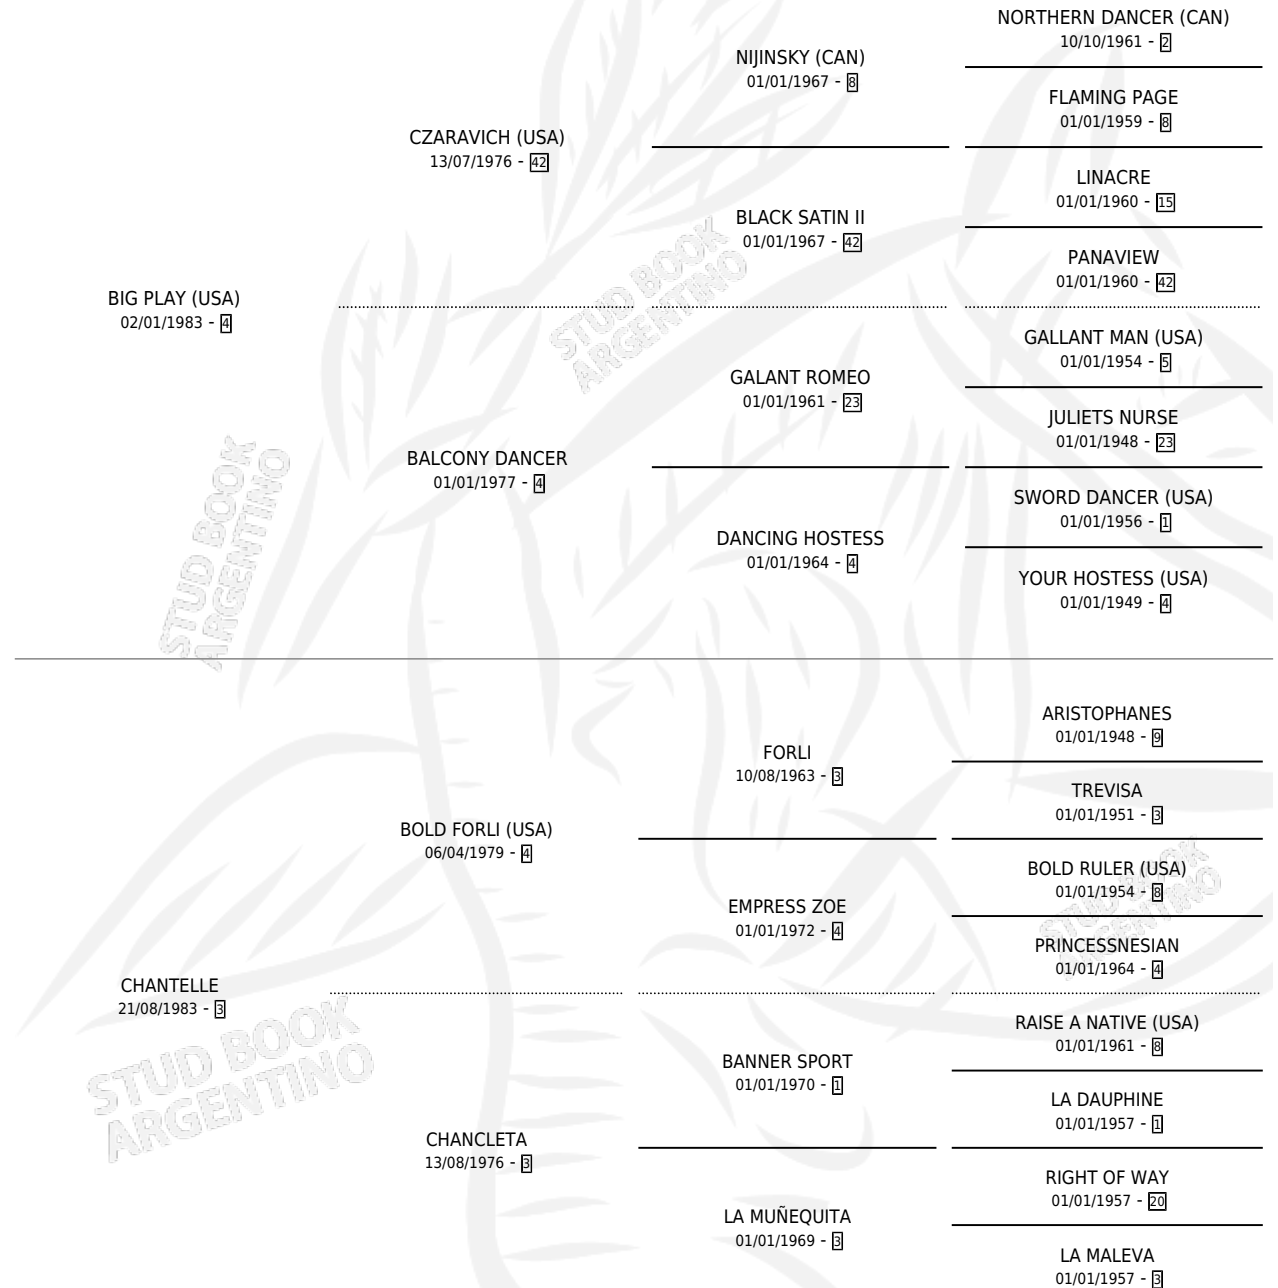 NORTHERN DANCER (CAN)
10/10/1961 - 2
NIJINSKY (CAN)
01/01/1967 - 8
FLAMING PAGE
01/01/1959 - 8
CZARAVICH (USA)
13/07/1976 - 42
LINACRE
01/01/1960 - 15
BLACK SATIN II
01/01/1967 - 42
PANAVIEW
01/01/1960 - 42
BIG PLAY (USA)
02/01/1983 - 4
STUD BOOK
ARGENTINO
GALLANT MAN (USA)
01/01/1954 - 5
GALANT ROMEO
01/01/1961 - 23
JULIETS NURSE
01/01/1948 - 23
BALCONY DANCER
01/01/1977 - 4
SWORD DANCER (USA)
01/01/1956 - 1
DANCING HOSTESS
01/01/1964 - 4
YOUR HOSTESS (USA)
01/01/1949 - 4
STUD BOOK
ARGENTINO
ARISTOPHANES
01/01/1948 - 9
FORLI
10/08/1963 - 3
TREVISA
01/01/1951 - 3
BOLD FORLI (USA)
06/04/1979 - 4
BOLD RULER (USA)
01/01/1954 - 8
EMPRESS ZOE
01/01/1972 - 4
PRINCESSNESIAN
01/01/1964 - 4
STUD BOOK
ARGENTINO
CHANTELLE
21/08/1983 - 3
RAISE A NATIVE (USA)
01/01/1961 - 8
BANNER SPORT
01/01/1970 - 1
LA DAUPHINE
01/01/1957 - 1
STUD BOOK
ARGENTINO
CHANCLETA
13/08/1976 - 3
RIGHT OF WAY
01/01/1957 - 20
LA MUÑEQUITA
01/01/1969 - 3
LA MALEVA
01/01/1957 - 3